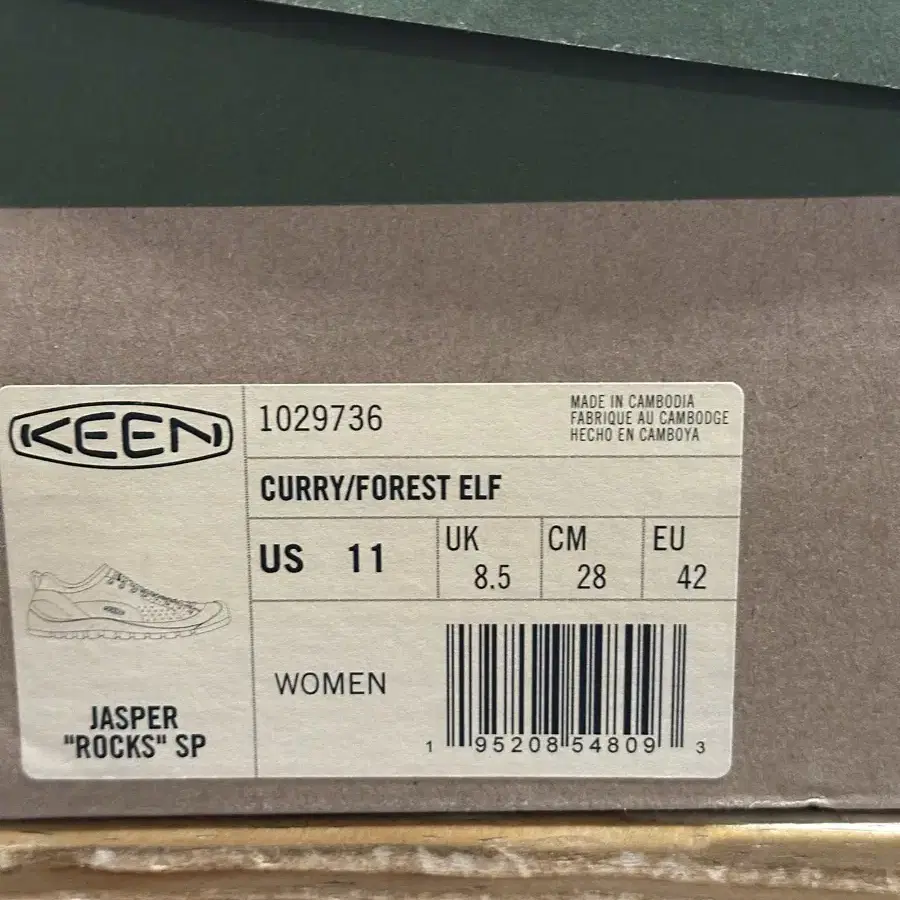 KEEN
1029736
MADE IN CAMBODIA
FABRIQUE AU CAMBODGE
HECHO EN CAMBOYA
CURRY/FOREST ELF
US 11
UK 8.5
CM 28
EU 42
KEEN
JASPER
"ROCKS" SP
WOMEN
1 95208 54809 3